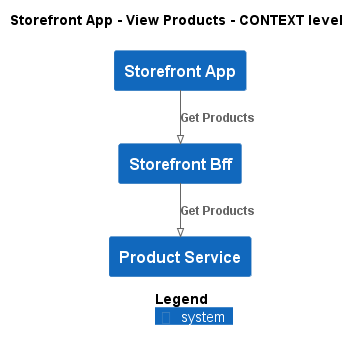 Storefront App - View Products - CONTEXT level
Storefront App
Get Products
Storefront Bff
Get Products
Product Service
Legend
system